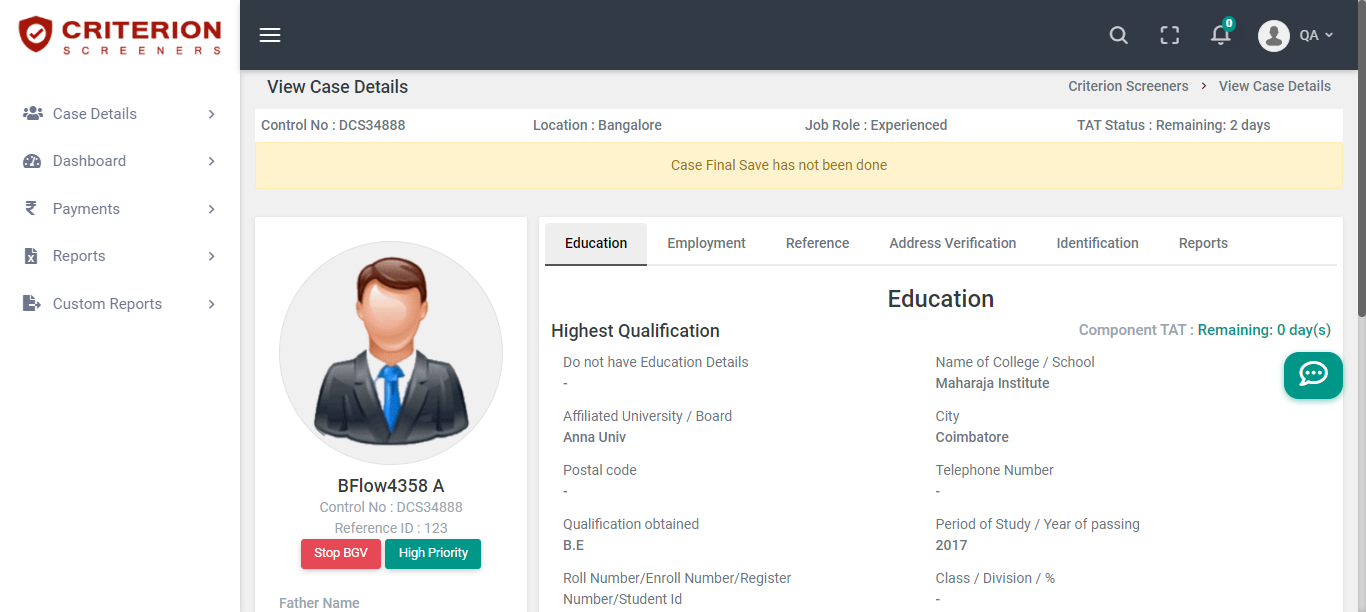 CRITERION
SCREENERS
0
QA
Case Details
Dashboard
Payments
Reports
Custom Reports
View Case Details
Criterion Screeners > View Case Details
Control No : DCS34888
Location : Bangalore
Job Role : Experienced
TAT Status : Remaining: 2 days
Case Final Save has not been done
BFlow4358 A
Control No : DCS34888
Reference ID : 123
Stop BGV
High Priority
Father Name
Education
Employment
Reference
Address Verification
Identification
Reports
Education
Highest Qualification
Component TAT : Remaining: 0 day(s)
Do not have Education Details
-
Name of College / School
Maharaja Institute
Affiliated University / Board
Anna Univ
City
Coimbatore
Postal code
-
Telephone Number
-
Qualification obtained
B.E
Period of Study / Year of passing
2017
Roll Number/Enroll Number/Register
Number/Student Id
Class / Division / %
-